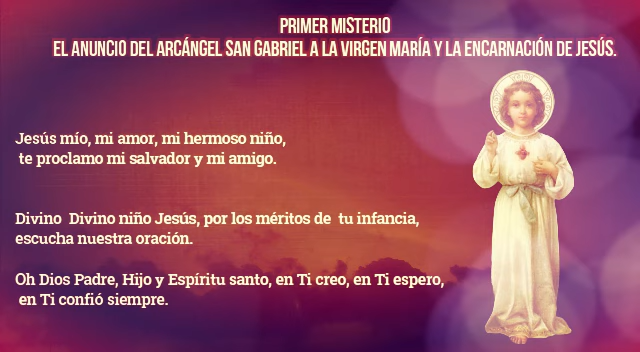 PRIMER MISTERIO
EL ANUNCIO DEL ARCÁNGEL SAN GABRIEL A LA VIRGEN MARÍA Y LA ENCARNACIÓN DE JESÚS.
Jesús mío, mi amor, mi hermoso niño,
te proclamo mi salvador y mi amigo.
Divino Divino niño Jesús, por los méritos de tu infancia,
escucha nuestra oración.
Oh Dios Padre, Hijo y Espíritu santo, en Ti creo, en Ti espero,
en Ti confió siempre.